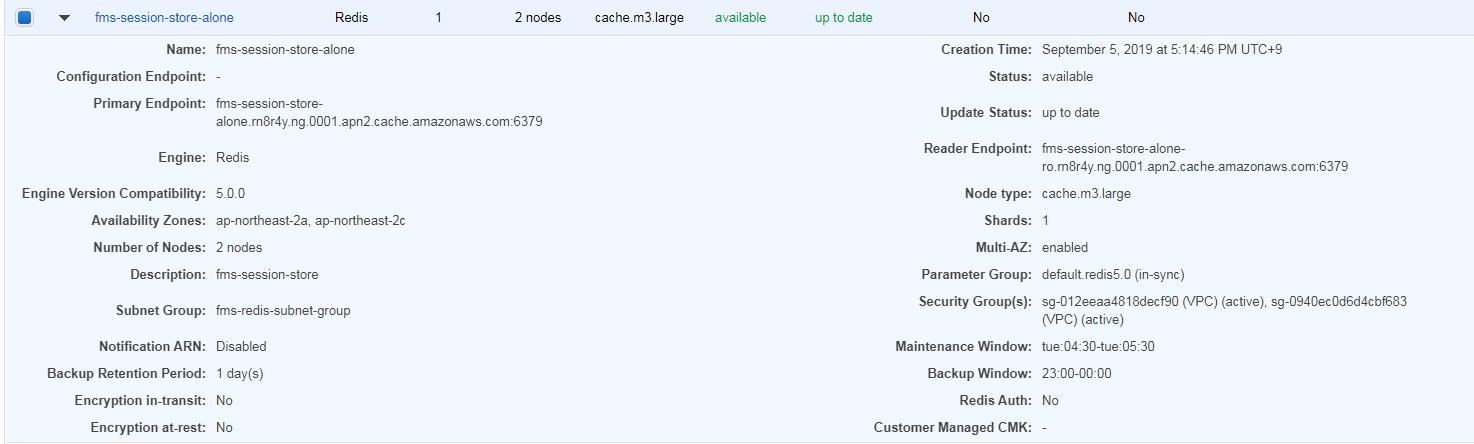 fms-session-store-alone Redis 1 2 nodes cache.m3.large available up to date No No
Name: fms-session-store-alone
Creation Time: September 5, 2019 at 5:14:46 PM UTC+9
Configuration Endpoint: -
Status: available
Primary Endpoint: fms-session-store-
alone.rn8r4y.ng.0001.apn2.cache.amazonaws.com:6379
Update Status: up to date
Engine: Redis
Reader Endpoint: fms-session-store-alone-
ro.rn8r4y.ng.0001.apn2.cache.amazonaws.com:6379
Engine Version Compatibility: 5.0.0
Node type: cache.m3.large
Availability Zones: ap-northeast-2a, ap-northeast-2c
Shards: 1
Number of Nodes: 2 nodes
Multi-AZ: enabled
Description: fms-session-store
Parameter Group: default.redis5.0 (in-sync)
Subnet Group: fms-redis-subnet-group
Security Group(s): sg-012eeaa4818decf90 (VPC) (active), sg-0940ec0d6d4cbf683
(VPC) (active)
Notification ARN: Disabled
Maintenance Window: tue:04:30-tue:05:30
Backup Retention Period: 1 day(s)
Backup Window: 23:00-00:00
Encryption in-transit: No
Redis Auth: No
Encryption at-rest: No
Customer Managed CMK: -